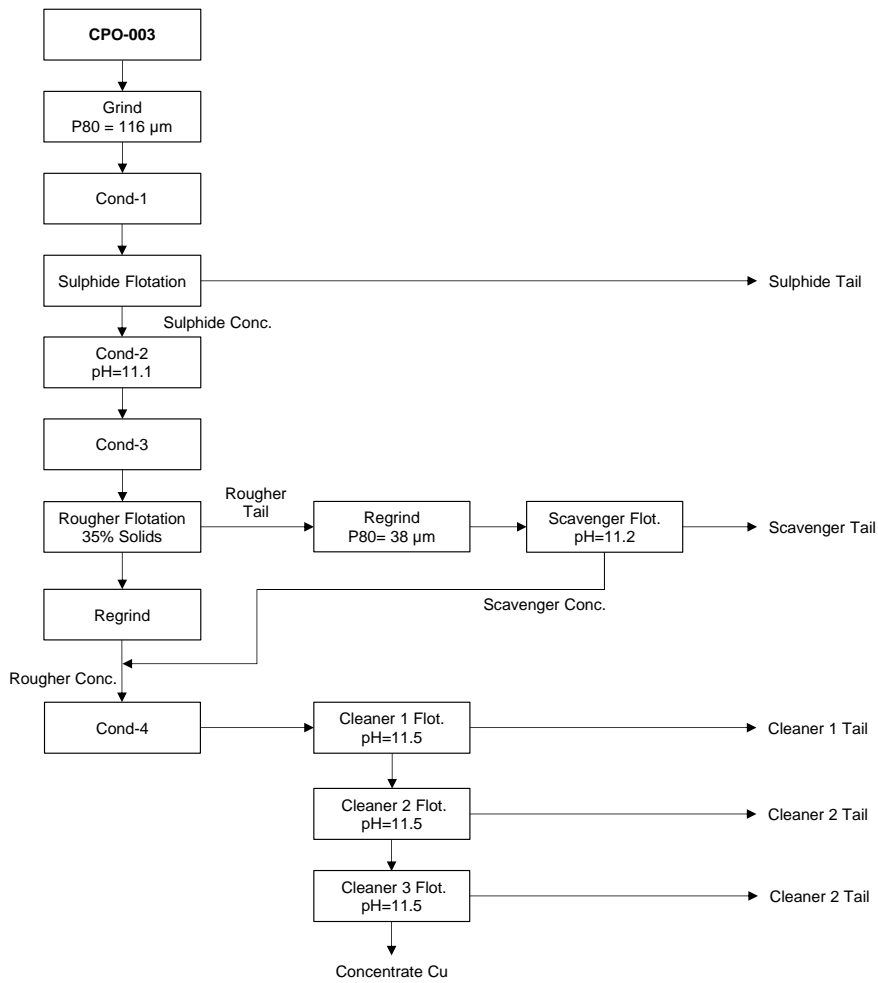 CPO-003
Grind
P80 = 116 µm
Cond-1
Sulphide Flotation
Sulphide Tail
Sulphide Conc.
Cond-2
pH=11.1
Cond-3
Rougher
Tail
Rougher Flotation
35% Solids
Regrind
P80= 38 µm
Scavenger Flot.
pH=11.2
Scavenger Tail
Scavenger Conc.
Regrind
Rougher Conc.
Cond-4
Cleaner 1 Flot.
pH=11.5
Cleaner 1 Tail
Cleaner 2 Flot.
pH=11.5
Cleaner 2 Tail
Cleaner 3 Flot.
pH=11.5
Cleaner 2 Tail
Concentrate Cu